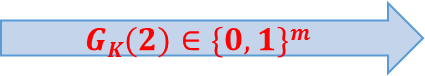 G_K(2) ∈ {0, 1}^m